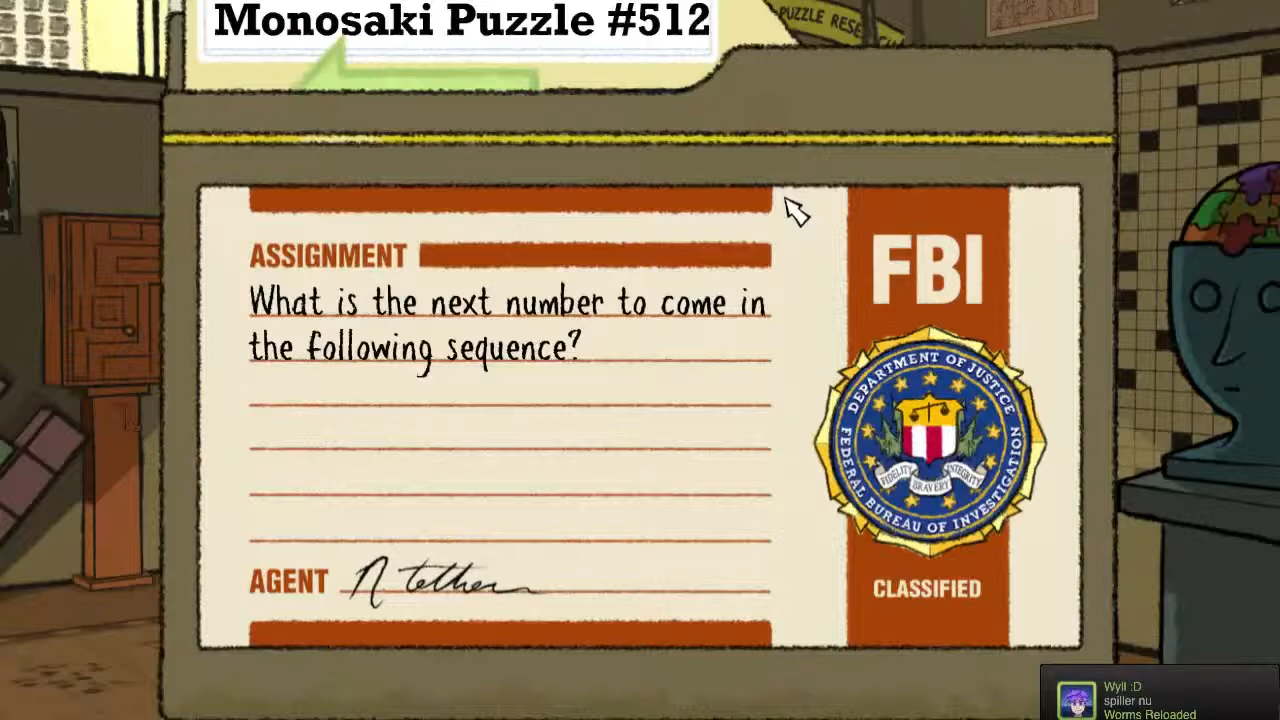 Monosaki Puzzle #512
PUZZLE RESE
ASSIGNMENT
What is the next number to come in
the following sequence?
AGENT N Tethers
FBI
DEPARTMENT OF JUSTICE
FEDERAL BUREAU OF INVESTIGATION
FIDELITY BRAVERY INTEGRITY
CLASSIFIED
Wyll :D
spiller nu
Worms Reloaded